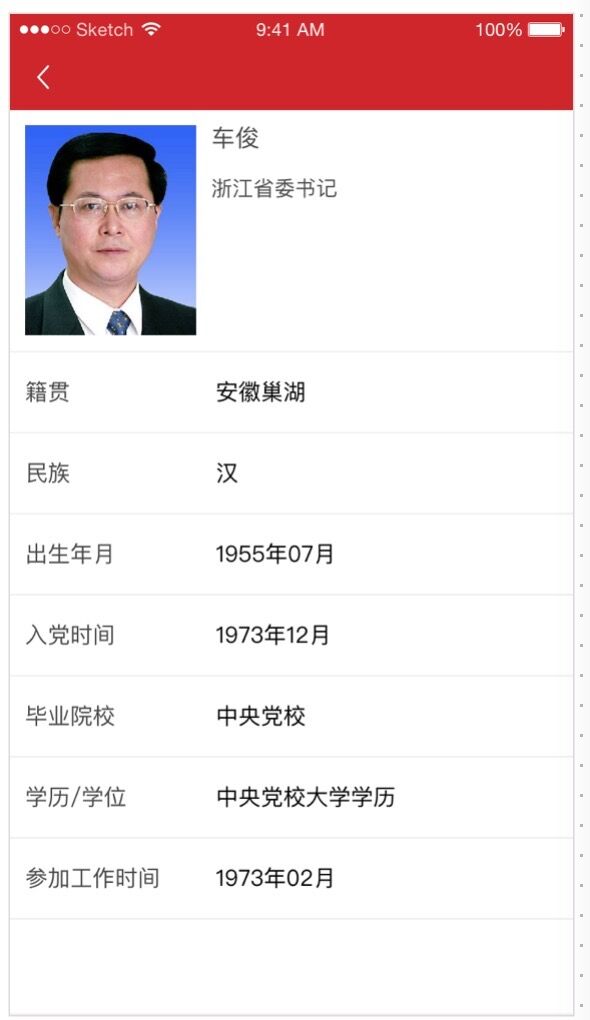 Sketch 9:41 AM 100%
车俊
浙江省委书记
籍贯 安徽巢湖
民族 汉
出生年月 1955年07月
入党时间 1973年12月
毕业院校 中央党校
学历/学位 中央党校大学学历
参加工作时间 1973年02月